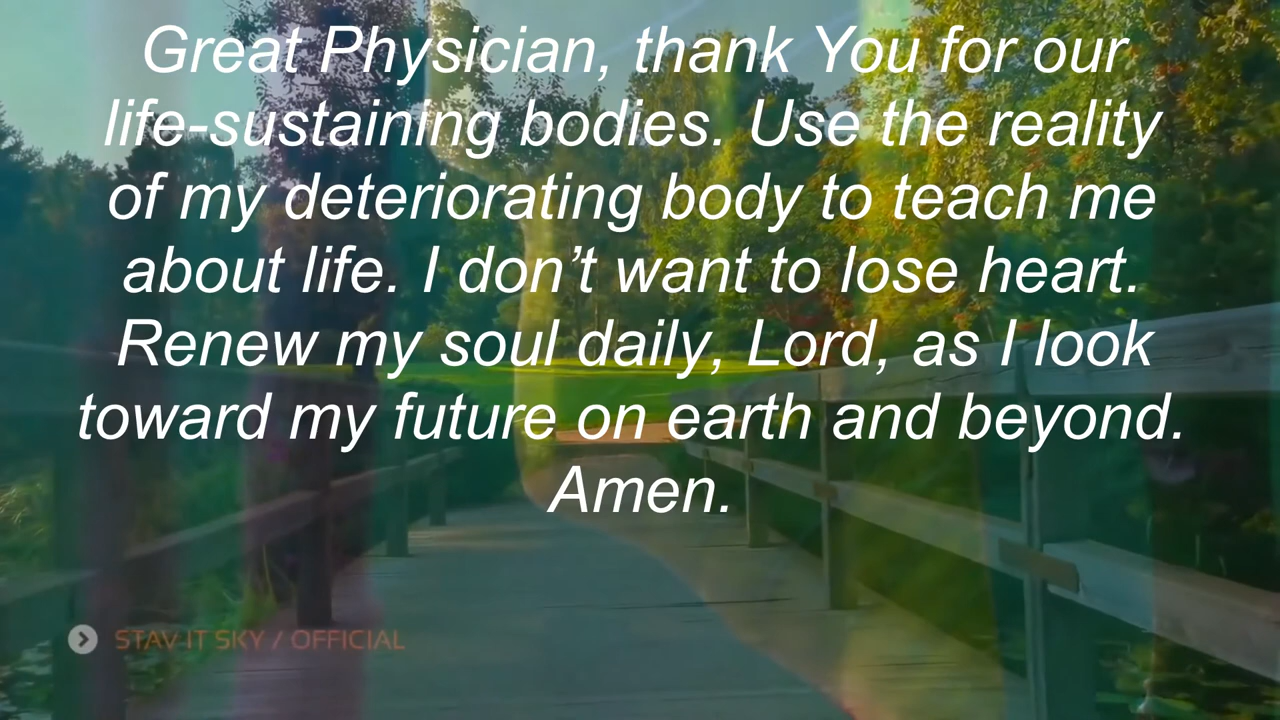 Great Physician, thank You for our
life-sustaining bodies. Use the reality
of my deteriorating body to teach me
about life. I don’t want to lose heart.
Renew my soul daily, Lord, as I look
toward my future on earth and beyond.
Amen.
STAV IT SKY / OFFICIAL